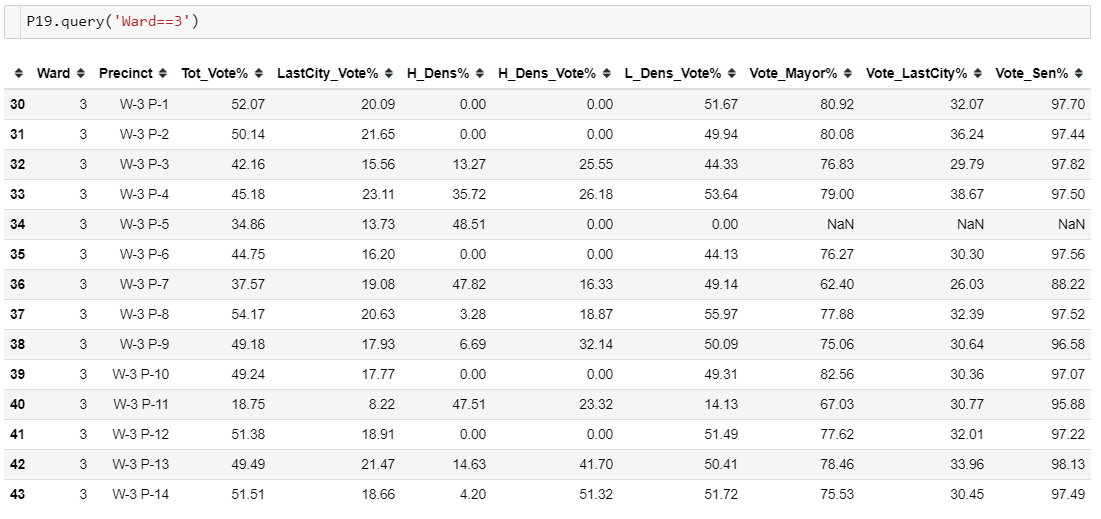 P19.query('Ward==3')
Ward Precinct Tot_Vote% LastCity_Vote% H_Dens% H_Dens_Vote% L_Dens_Vote% Vote_Mayor% Vote_LastCity% Vote_Sen%
30 3 W-3 P-1 52.07 20.09 0.00 0.00 51.67 80.92 32.07 97.70
31 3 W-3 P-2 50.14 21.65 0.00 0.00 49.94 80.08 36.24 97.44
32 3 W-3 P-3 42.16 15.56 13.27 25.55 44.33 76.83 29.79 97.82
33 3 W-3 P-4 45.18 23.11 35.72 26.18 53.64 79.00 38.67 97.50
34 3 W-3 P-5 34.86 13.73 48.51 0.00 0.00 NaN NaN NaN
35 3 W-3 P-6 44.75 16.20 0.00 0.00 44.13 76.27 30.30 97.56
36 3 W-3 P-7 37.57 19.08 47.82 16.33 49.14 62.40 26.03 88.22
37 3 W-3 P-8 54.17 20.63 3.28 18.87 55.97 77.88 32.39 97.52
38 3 W-3 P-9 49.18 17.93 6.69 32.14 50.09 75.06 30.64 96.58
39 3 W-3 P-10 49.24 17.77 0.00 0.00 49.31 82.56 30.36 97.07
40 3 W-3 P-11 18.75 8.22 47.51 23.32 14.13 67.03 30.77 95.88
41 3 W-3 P-12 51.38 18.91 0.00 0.00 51.49 77.62 32.01 97.22
42 3 W-3 P-13 49.49 21.47 14.63 41.70 50.41 78.46 33.96 98.13
43 3 W-3 P-14 51.51 18.66 4.20 51.32 51.72 75.53 30.45 97.49